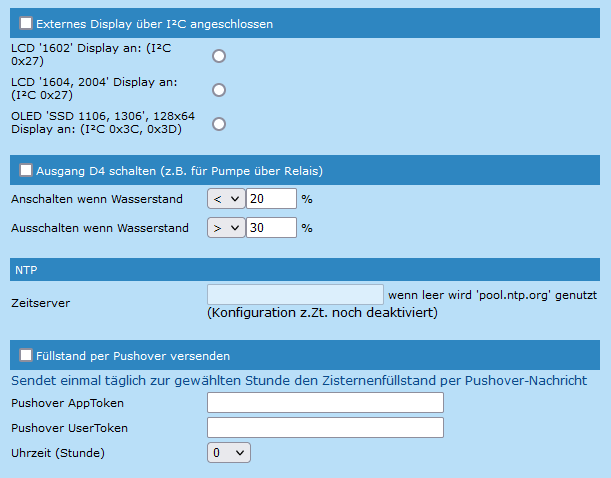 Externes Display über I²C angeschlossen
LCD '1602' Display an: (I²C
0x27)
LCD '1604, 2004' Display an:
(I²C 0x27)
OLED 'SSD 1106, 1306', 128x64
Display an: (I²C 0x3C, 0x3D)
Ausgang D4 schalten (z.B. für Pumpe über Relais)
Anschalten wenn Wasserstand < 20 %
Ausschalten wenn Wasserstand > 30 %
NTP
Zeitserver wenn leer wird 'pool.ntp.org' genutzt
(Konfiguration z.Zt. noch deaktiviert)
Füllstand per Pushover versenden
Sendet einmal täglich zur gewählten Stunde den Zisternenfüllstand per Pushover-Nachricht
Pushover AppToken
Pushover UserToken
Uhrzeit (Stunde) 0